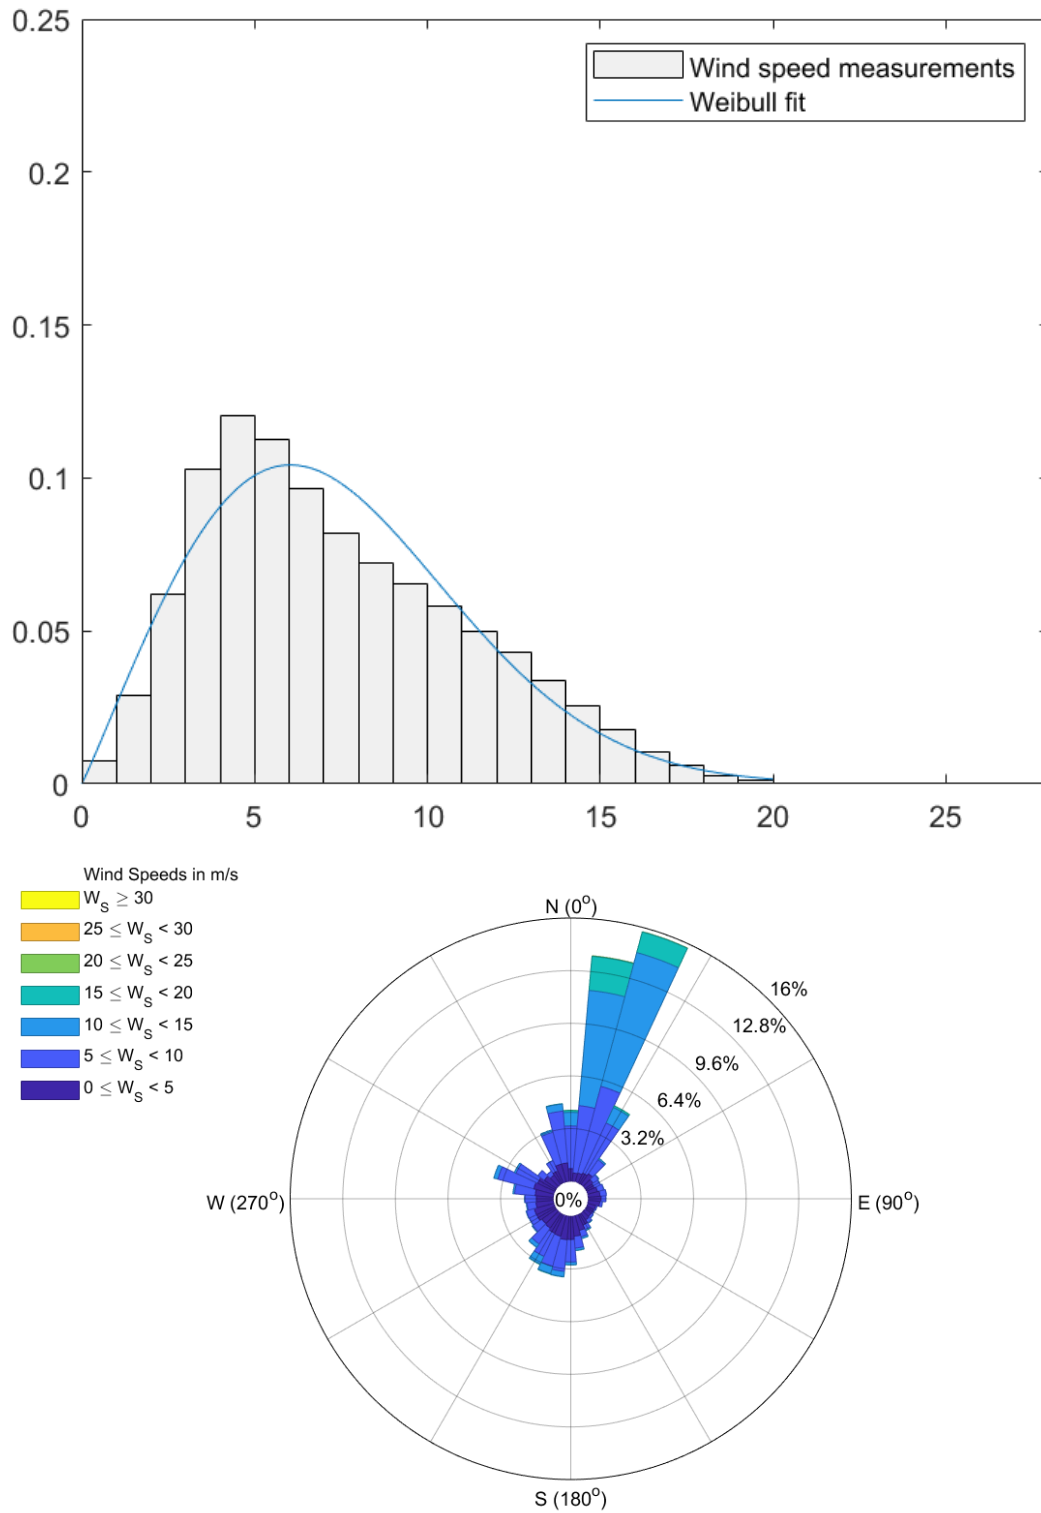 0.25
0.2
0.15
0.1
0.05
0
0 5 10 15 20 25
Wind speed measurements
Weibull fit
Wind Speeds in m/s
W_S ≥ 30
25 ≤ W_S < 30
20 ≤ W_S < 25
15 ≤ W_S < 20
10 ≤ W_S < 15
5 ≤ W_S < 10
0 ≤ W_S < 5
N (0°)
16%
12.8%
9.6%
6.4%
3.2%
0%
W (270°)
E (90°)
S (180°)